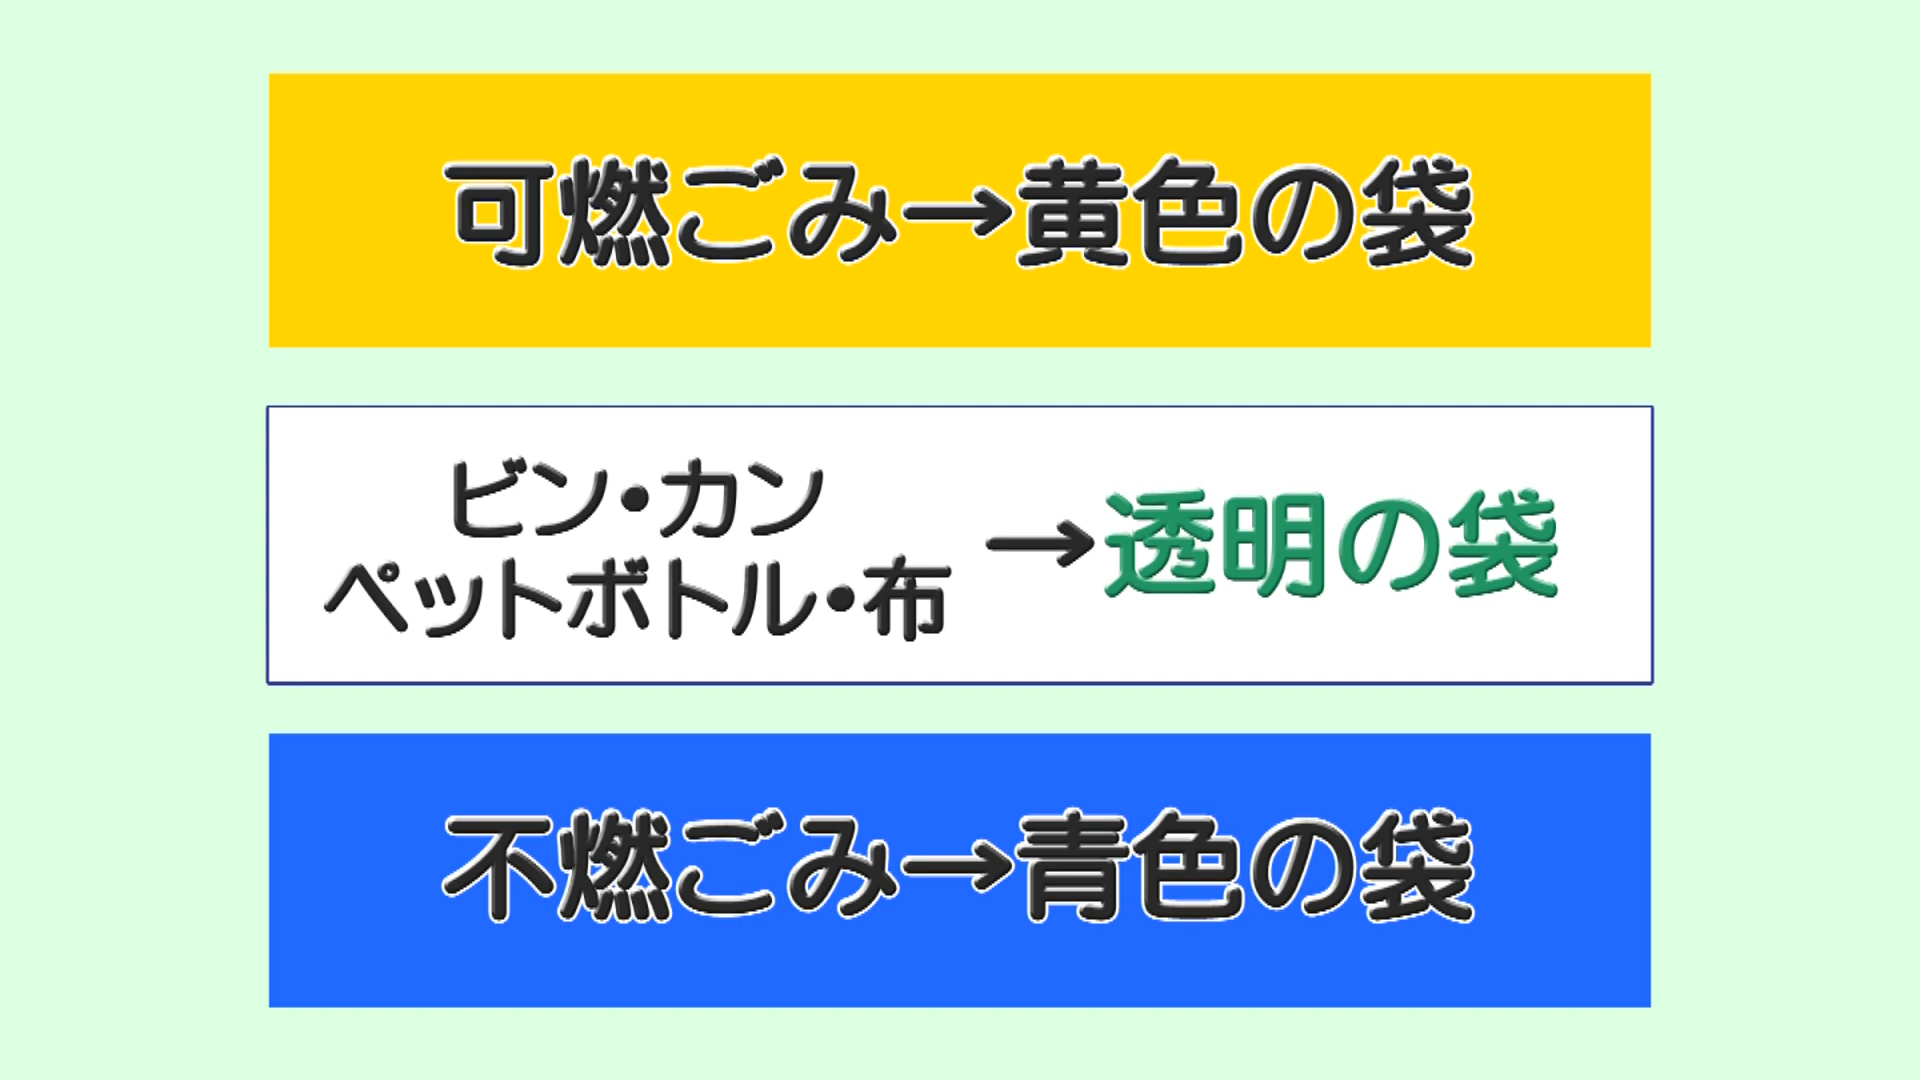 可燃ごみ→黄色の袋
ビン・カン
ペットボトル・布
→透明の袋
不燃ごみ→青色の袋